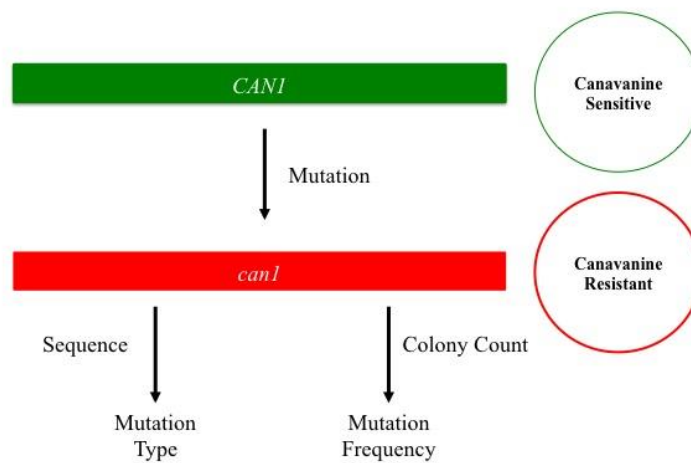 CAN1
Canavanine
Sensitive
Mutation
can1
Canavanine
Resistant
Sequence
Colony Count
Mutation
Type
Mutation
Frequency